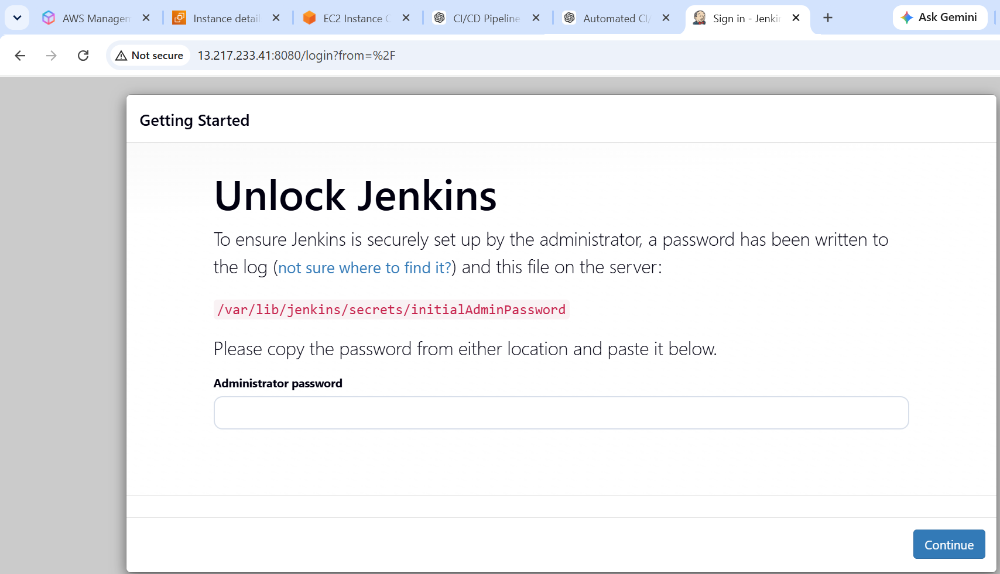 AWS Managem
Instance detail
EC2 Instance C
CI/CD Pipeline
Automated CI/
Sign in - Jenki
Ask Gemini
Not secure
13.217.233.41:8080/login?from=%2F
Getting Started
Unlock Jenkins
To ensure Jenkins is securely set up by the administrator, a password has been written to
the log (not sure where to find it?) and this file on the server:
/var/lib/jenkins/secrets/initialAdminPassword
Please copy the password from either location and paste it below.
Administrator password
Continue